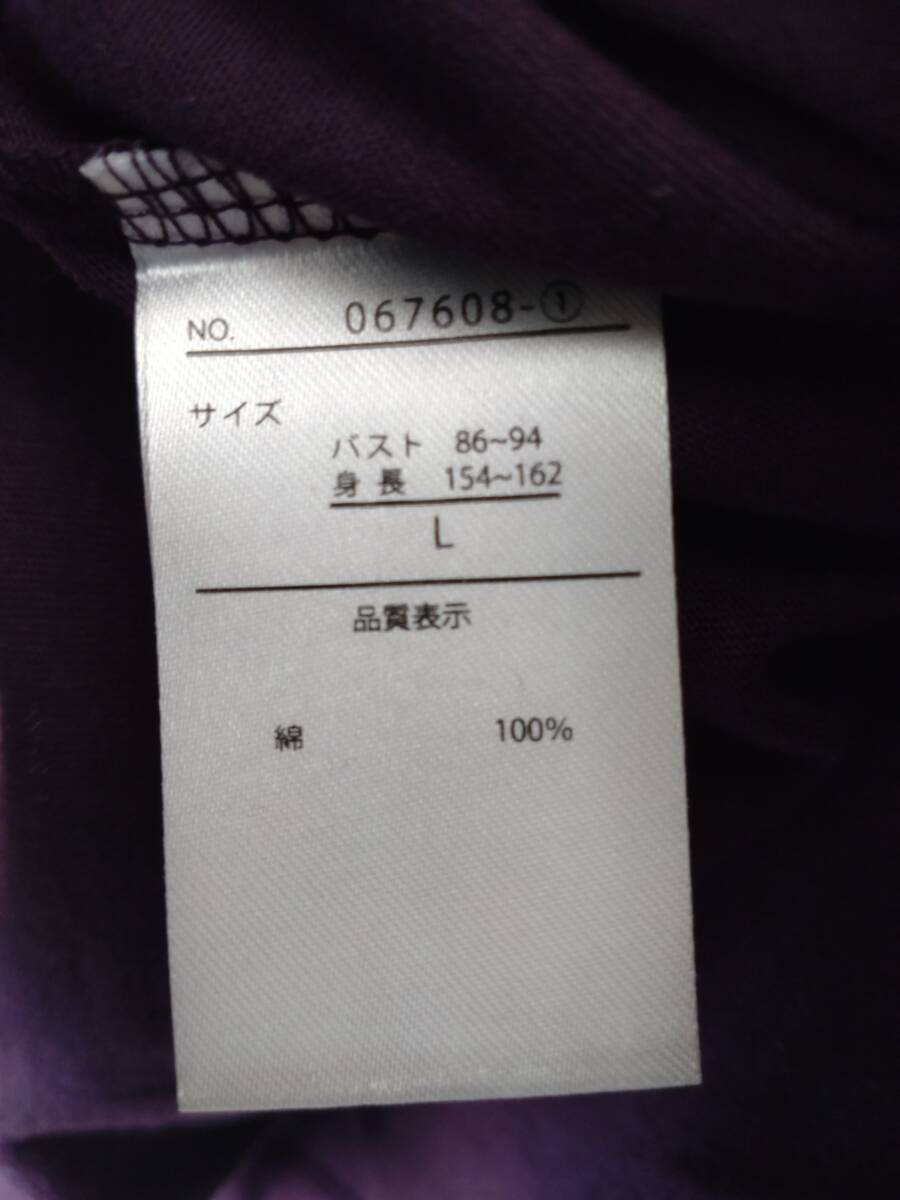 NO. 067608-①
サイズ
バスト 86~94
身長 154~162
L
品質表示
綿 100%